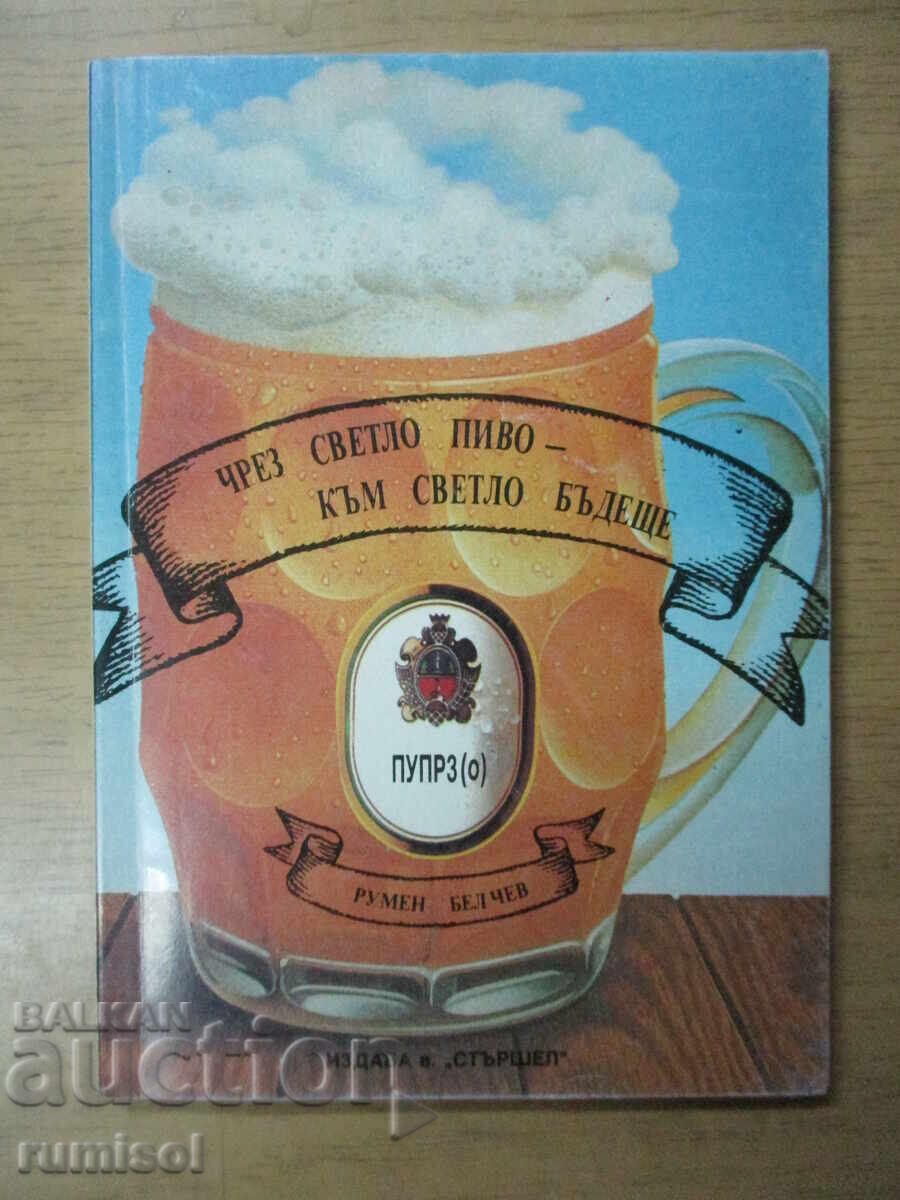 ЧРЕЗ СВЕТЛО ПИВО –
КЪМ СВЕТЛО БЪДЕЩЕ
ПУПРЗ(о)
РУМЕН БЕЛЧЕВ
ИЗДАВА в. „СТЪРШЕЛ"
BALKAN
auction
rumisol